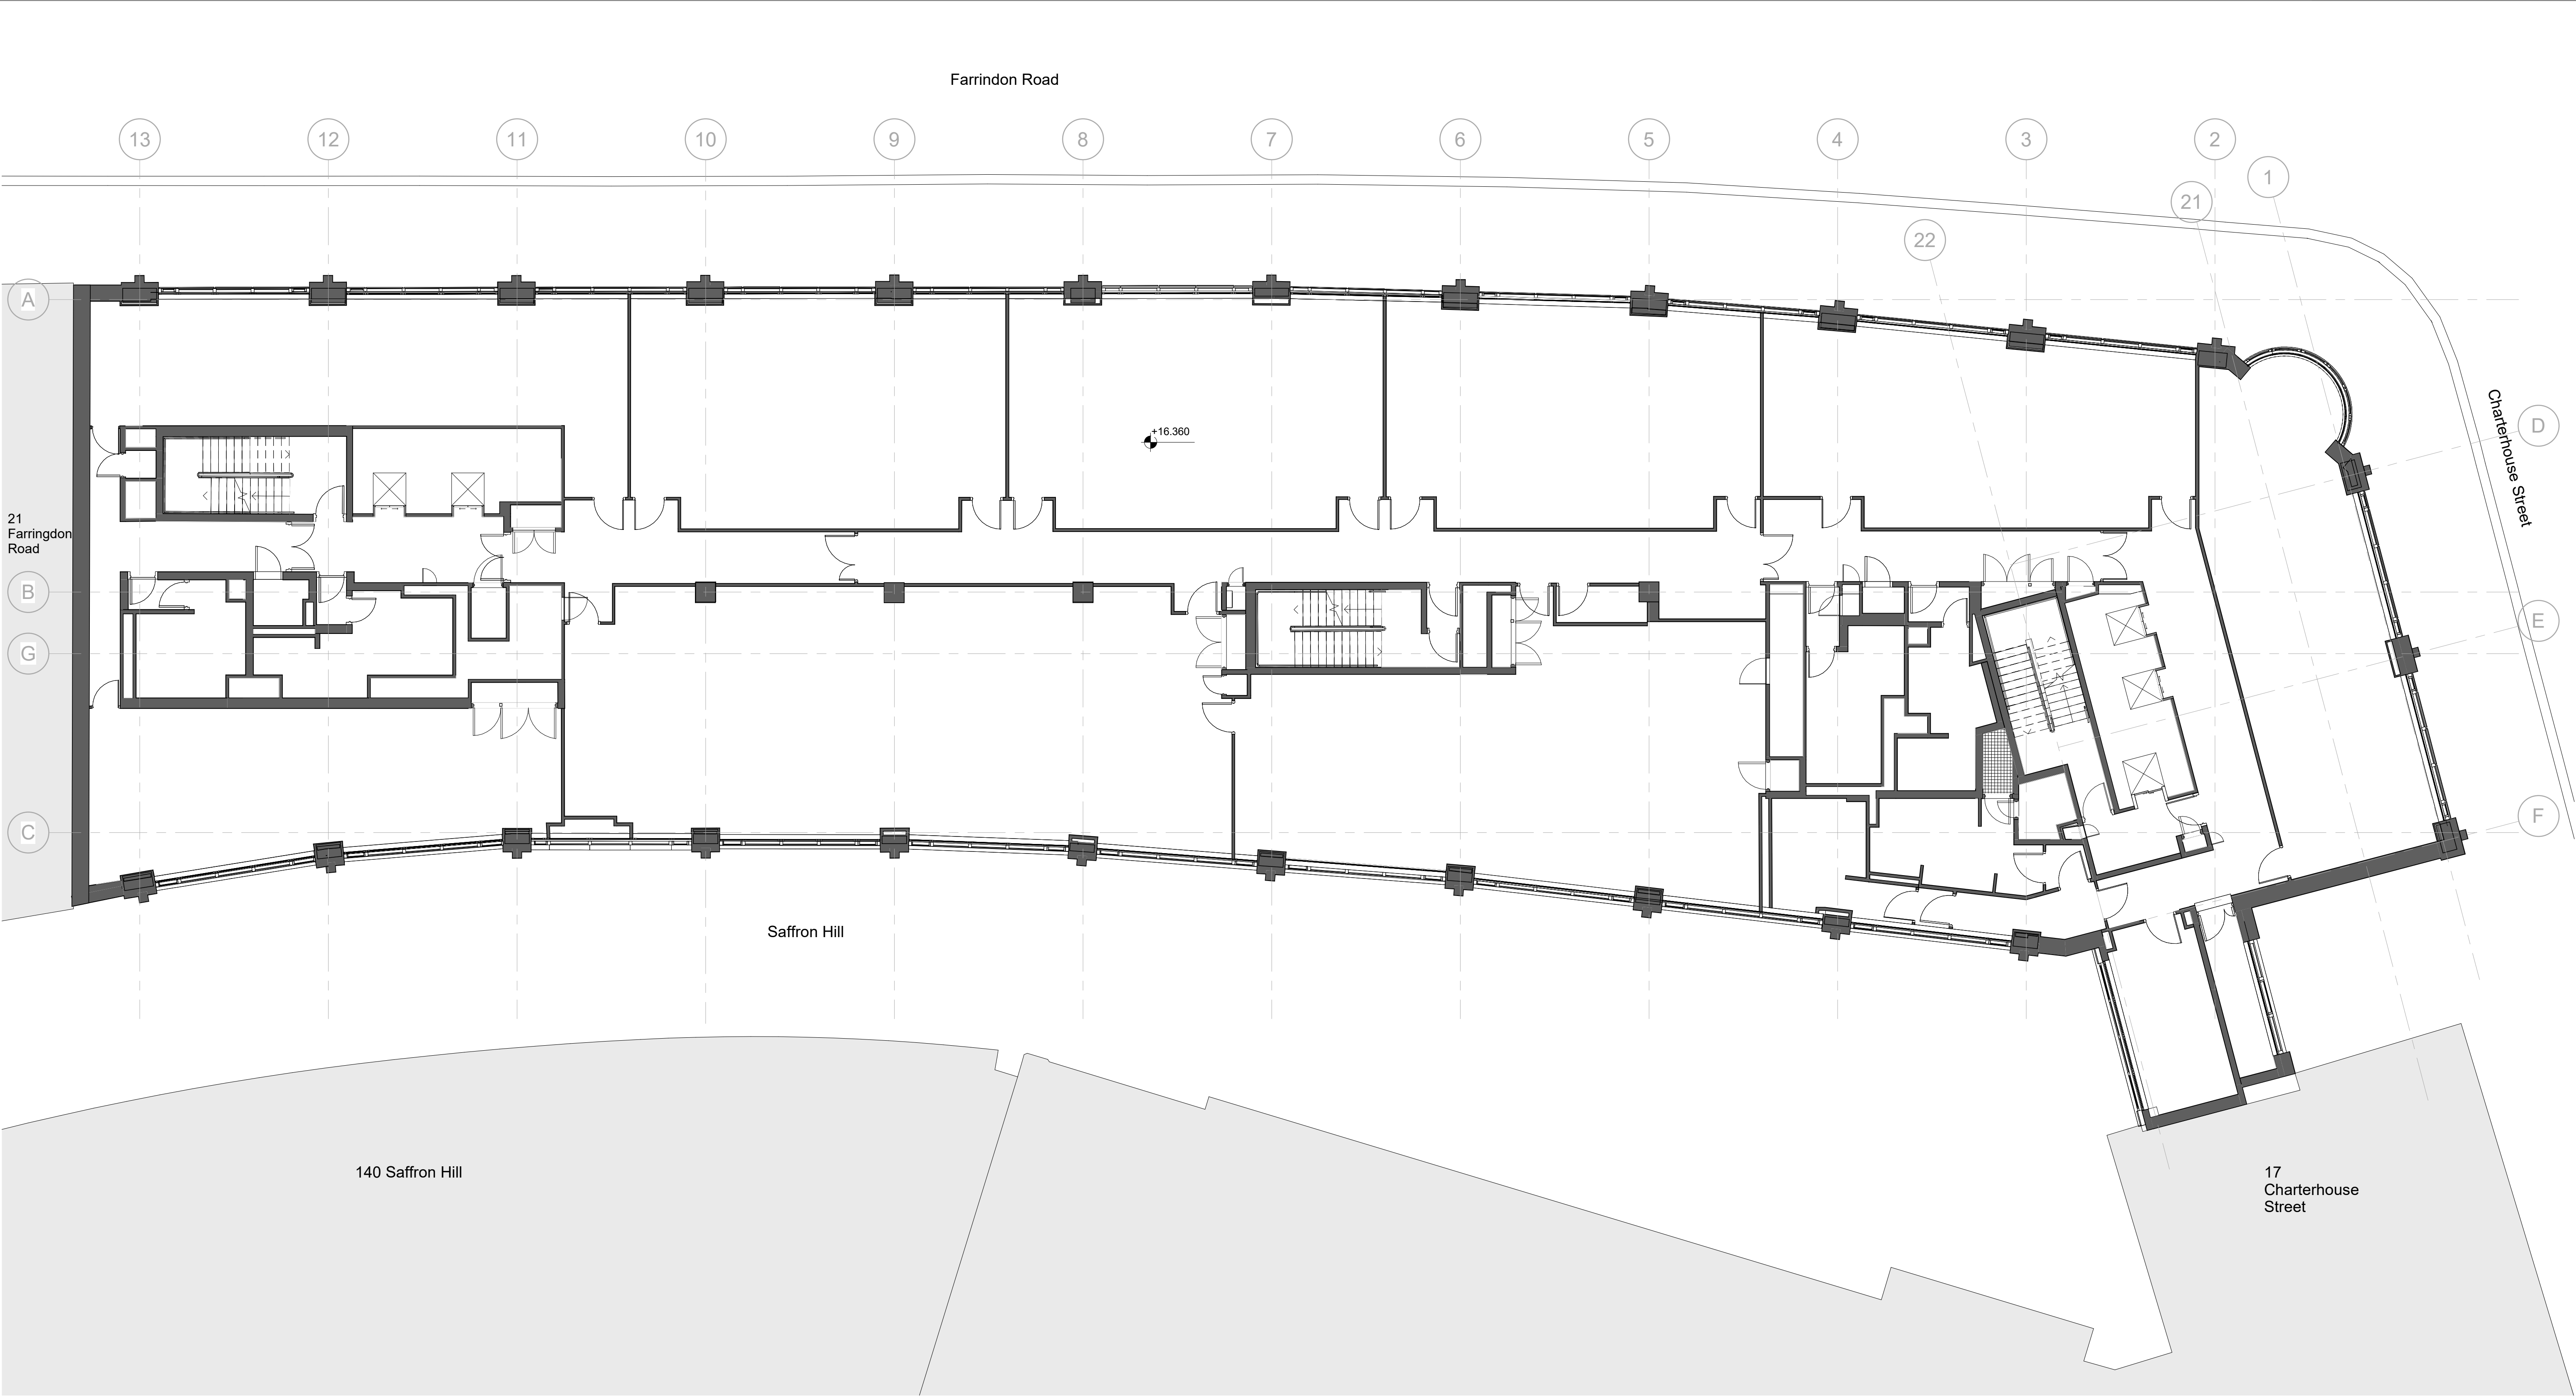 Farrindon Road
13
12
11
10
9
8
7
6
5
4
3
2
1
21
22
A
Charterhouse Street
D
+16.360
21
Farringdon
Road
B
E
G
C
F
Saffron Hill
140 Saffron Hill
17
Charterhouse
Street